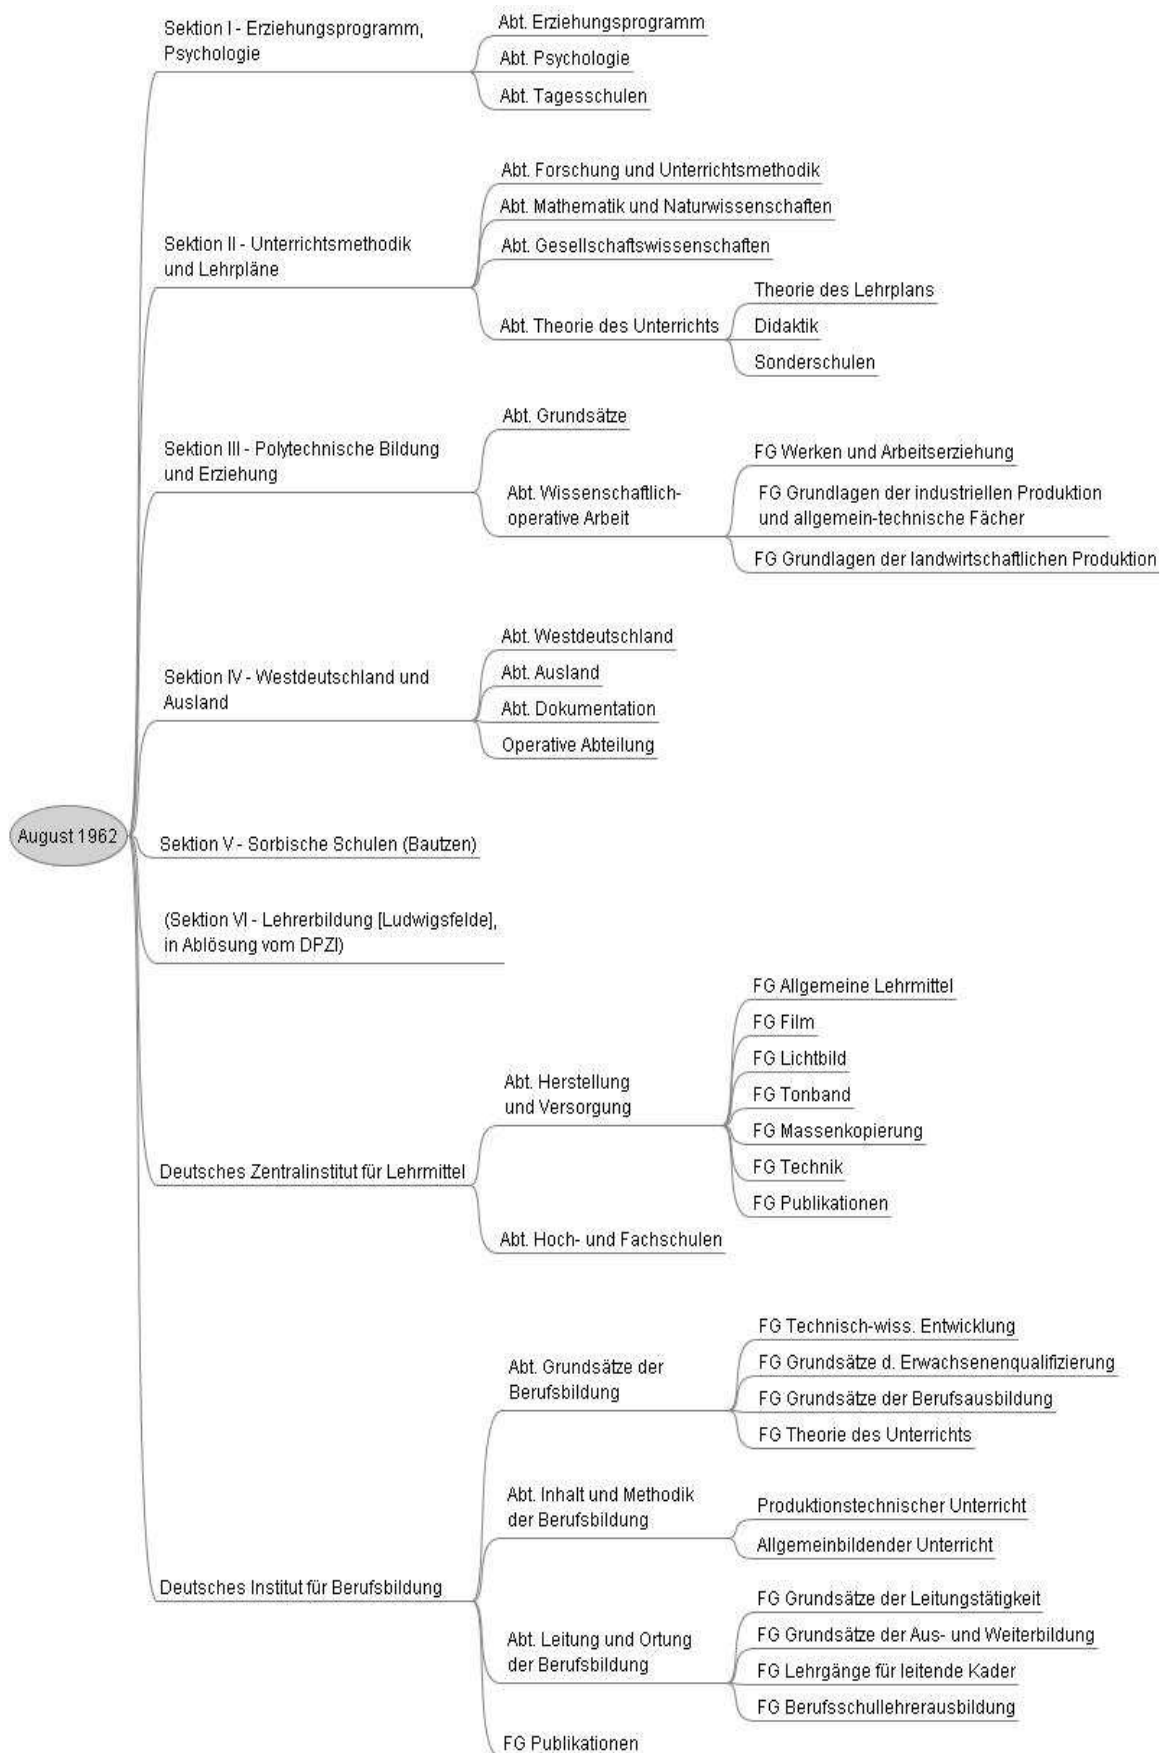 August 1962
Sektion I - Erziehungsprogramm,
Psychologie
Abt. Erziehungsprogramm
Abt. Psychologie
Abt. Tagesschulen
Sektion II - Unterrichtsmethodik
und Lehrpläne
Abt. Forschung und Unterrichtsmethodik
Abt. Mathematik und Naturwissenschaften
Abt. Gesellschaftswissenschaften
Abt. Theorie des Unterrichts
Theorie des Lehrplans
Didaktik
Sonderschulen
Sektion III - Polytechnische Bildung
und Erziehung
Abt. Grundsätze
Abt. Wissenschaftlich-
operative Arbeit
FG Werken und Arbeitserziehung
FG Grundlagen der industriellen Produktion
und allgemein-technische Fächer
FG Grundlagen der landwirtschaftlichen Produktion
Sektion IV - Westdeutschland und
Ausland
Abt. Westdeutschland
Abt. Ausland
Abt. Dokumentation
Operative Abteilung
Sektion V - Sorbische Schulen (Bautzen)
(Sektion VI - Lehrerbildung [Ludwigsfelde],
in Ablösung vom DPZI)
Deutsches Zentralinstitut für Lehrmittel
Abt. Herstellung
und Versorgung
FG Allgemeine Lehrmittel
FG Film
FG Lichtbild
FG Tonband
FG Massenkopierung
FG Technik
FG Publikationen
Abt. Hoch- und Fachschulen
Deutsches Institut für Berufsbildung
Abt. Grundsätze der
Berufsbildung
FG Technisch-wiss. Entwicklung
FG Grundsätze d. Erwachsenenqualifizierung
FG Grundsätze der Berufsausbildung
FG Theorie des Unterrichts
Abt. Inhalt und Methodik
der Berufsbildung
Produktionstechnischer Unterricht
Allgemeinbildender Unterricht
Abt. Leitung und Ortung
der Berufsbildung
FG Grundsätze der Leitungstätigkeit
FG Grundsätze der Aus- und Weiterbildung
FG Lehrgänge für leitende Kader
FG Berufsschullehrerausbildung
FG Publikationen